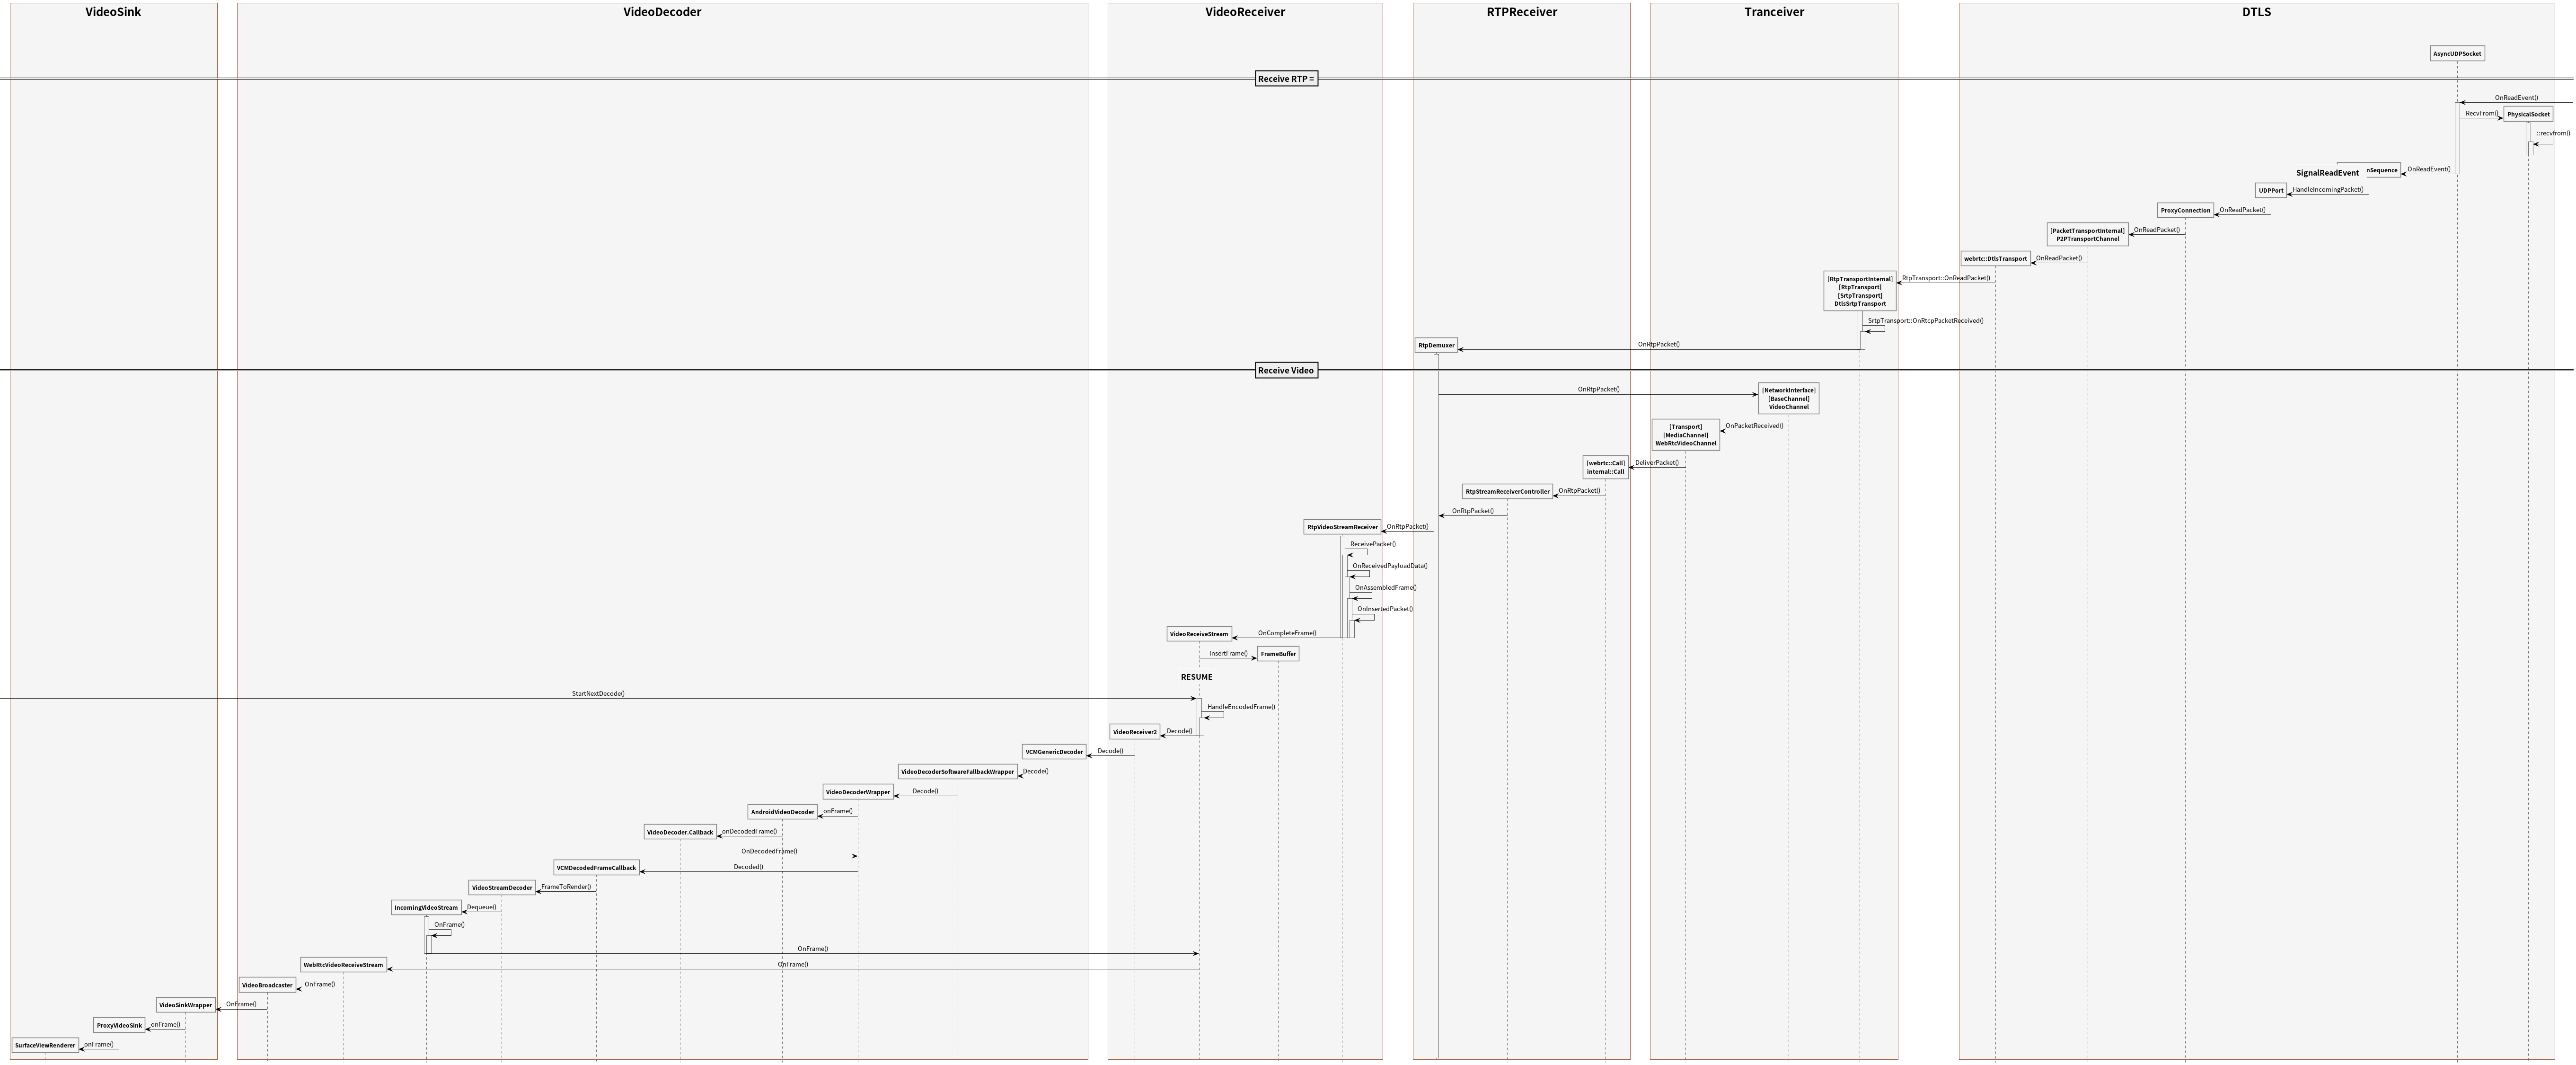 VideoSink
VideoDecoder
VideoReceiver
RTPReceiver
Tranceiver
DTLS
AsyncUDPSocket
Receive RTP =
OnReadEvent()
RecvFrom()
PhysicalSocket
::recvfrom()
SignalReadEvent
nSequence
OnReadEvent()
UDPPort
HandleIncomingPacket()
ProxyConnection
OnReadPacket()
[PacketTransportInternal]
P2PTransportChannel
OnReadPacket()
webrtc::DtlsTransport
OnReadPacket()
[RtpTransportInternal]
[RtpTransport]
[SrtpTransport]
DtlsSrtpTransport
RtpTransport::OnReadPacket()
SrtpTransport::OnRtcpPacketReceived()
RtpDemuxer
OnRtpPacket()
Receive Video
OnRtpPacket()
[NetworkInterface]
[BaseChannel]
VideoChannel
[Transport]
[MediaChannel]
WebRtcVideoChannel
OnPacketReceived()
[webrtc::Call]
internal::Call
DeliverPacket()
RtpStreamReceiverController
OnRtpPacket()
OnRtpPacket()
RtpVideoStreamReceiver
OnRtpPacket()
ReceivePacket()
OnReceivedPayloadData()
OnAssembledFrame()
OnInsertedPacket()
VideoReceiveStream
OnCompleteFrame()
InsertFrame()
FrameBuffer
RESUME
StartNextDecode()
HandleEncodedFrame()
VideoReceiver2
Decode()
VCMGenericDecoder
Decode()
VideoDecoderSoftwareFallbackWrapper
Decode()
VideoDecoderWrapper
Decode()
AndroidVideoDecoder
onFrame()
VideoDecoder.Callback
onDecodedFrame()
OnDecodedFrame()
VCMDecodedFrameCallback
Decoded()
VideoStreamDecoder
FrameToRender()
IncomingVideoStream
Dequeue()
OnFrame()
OnFrame()
WebRtcVideoReceiveStream
OnFrame()
VideoBroadcaster
OnFrame()
VideoSinkWrapper
OnFrame()
ProxyVideoSink
onFrame()
SurfaceViewRenderer
onFrame()